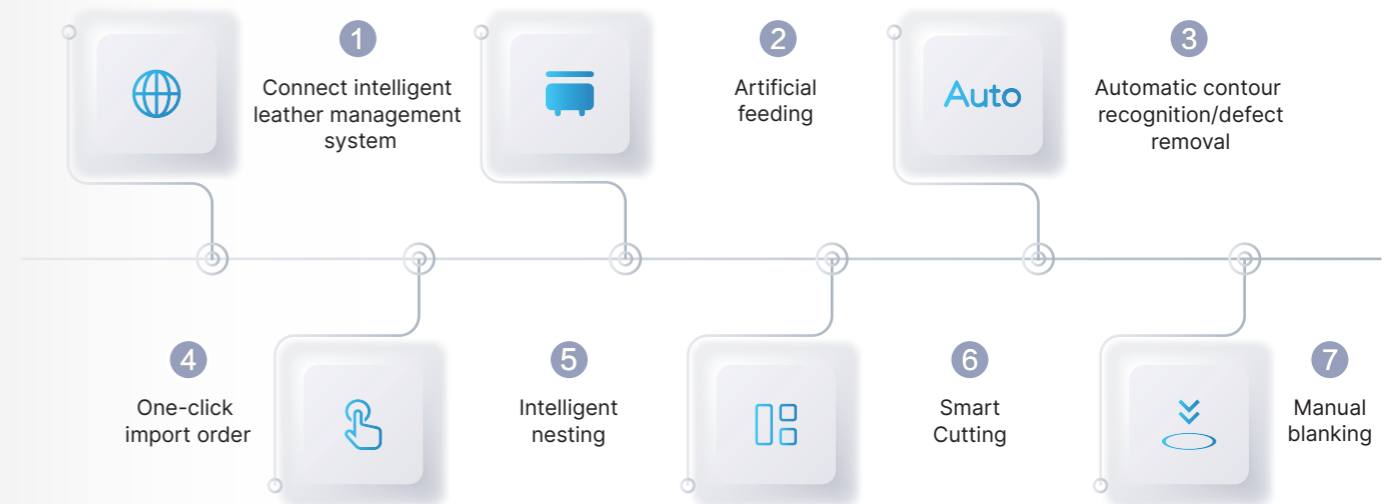 1
Connect intelligent
leather management
system
2
Artificial
feeding
Auto
3
Automatic contour
recognition/defect
removal
4
One-click
import order
5
Intelligent
nesting
6
Smart
Cutting
7
Manual
blanking